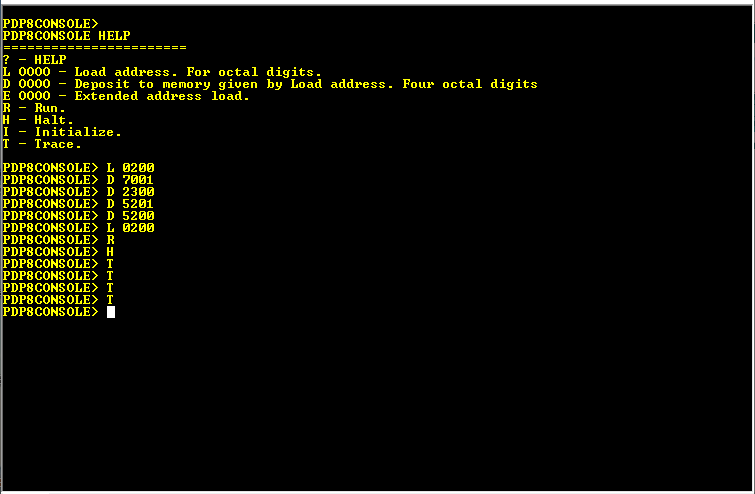 PDP8CONSOLE>
PDP8CONSOLE HELP
=======================
? - HELP
L OOOO - Load address. For octal digits.
D OOOO - Deposit to memory given by Load address. Four octal digits
E OOOO - Extended address load.
R - Run.
H - Halt.
I - Initialize.
T - Trace.
PDP8CONSOLE> L 0200
PDP8CONSOLE> D 7001
PDP8CONSOLE> D 2300
PDP8CONSOLE> D 5201
PDP8CONSOLE> D 5200
PDP8CONSOLE> L 0200
PDP8CONSOLE> R
PDP8CONSOLE> H
PDP8CONSOLE> T
PDP8CONSOLE> T
PDP8CONSOLE> T
PDP8CONSOLE> T
PDP8CONSOLE>